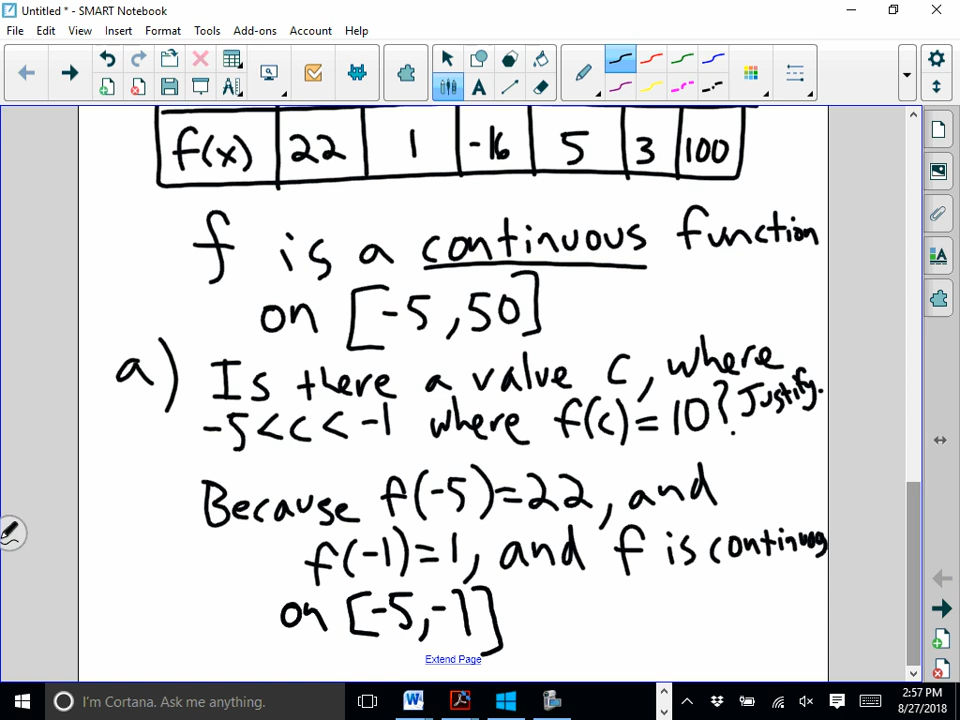 Untitled * - SMART Notebook
File Edit View Insert Format Tools Add-ons Account Help
f(x) 22 1 -16 5 3 100
f is a continuous function
on [-5,50]
a) Is there a value c, where
-5<c<-1 where f(c)=10? Justify.
Because f(-5)=22, and
f(-1)=1, and f is continuous
on [-5,-1]
Extend Page
I'm Cortana. Ask me anything.
2:57 PM
8/27/2018